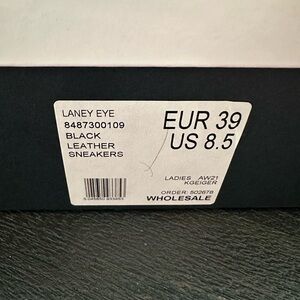 LANEY EYE
8487300109
BLACK
LEATHER
SNEAKERS
EUR 39
US 8.5
LADIES AW21
KGEIGER
ORDER: 502678
WHOLESALE